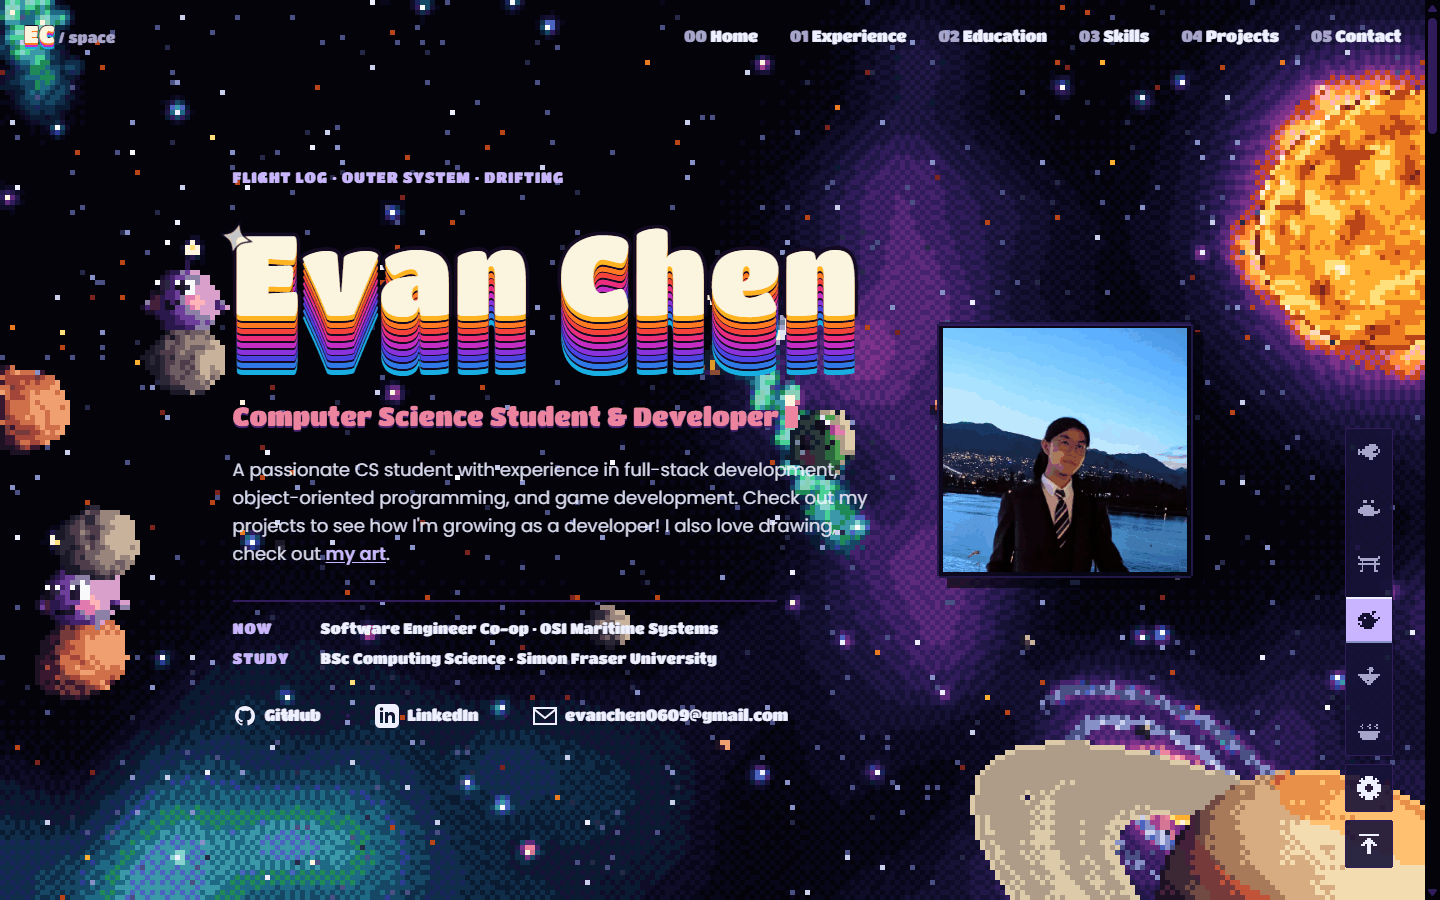 EC / space
00 Home 01 Experience 02 Education 03 Skills 04 Projects 05 Contact
FLIGHT LOG · OUTER SYSTEM · DRIFTING
Evan Chen
Computer Science Student & Developer
A passionate CS student with experience in full-stack development,
object-oriented programming, and game development. Check out my
projects to see how I'm growing as a developer! I also love drawing,
check out my art.
NOW Software Engineer Co-op · OSI Maritime Systems
STUDY BSc Computing Science · Simon Fraser University
GitHub LinkedIn evanchen0609@gmail.com